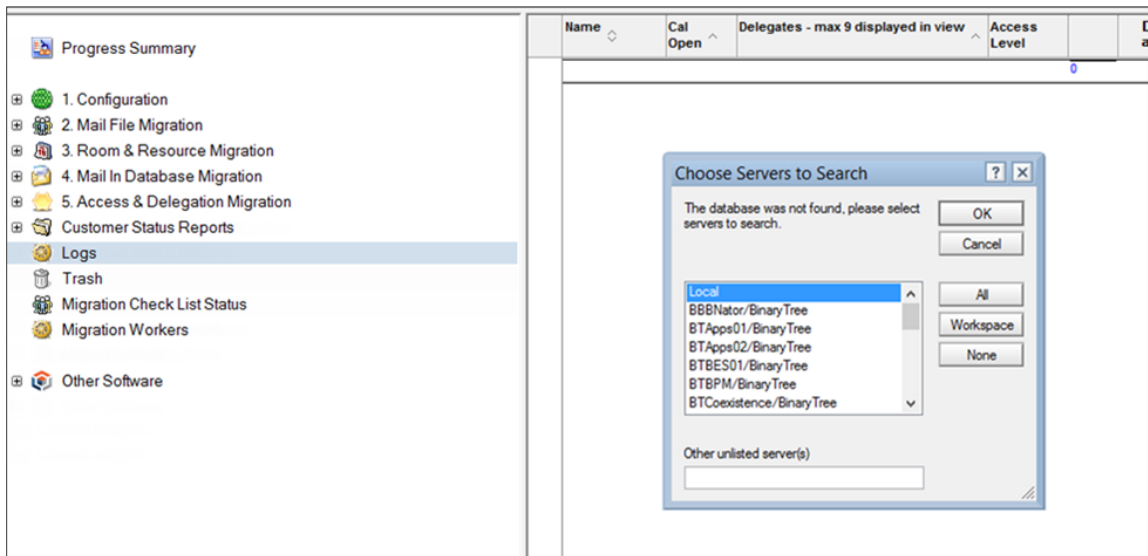 Progress Summary
1. Configuration
2. Mail File Migration
3. Room & Resource Migration
4. Mail In Database Migration
5. Access & Delegation Migration
Customer Status Reports
Logs
Trash
Migration Check List Status
Migration Workers
Other Software
Name
Cal
Open
Delegates - max 9 displayed in view
Access
Level
0
Choose Servers to Search
?
The database was not found, please select
servers to search.
OK
Cancel
Local
BBBNator/BinaryTree
BTApps01/BinaryTree
BTApps02/BinaryTree
BTBES01/BinaryTree
BTBPM/BinaryTree
BTCoexistence/BinaryTree
All
Workspace
None
Other unlisted server(s)